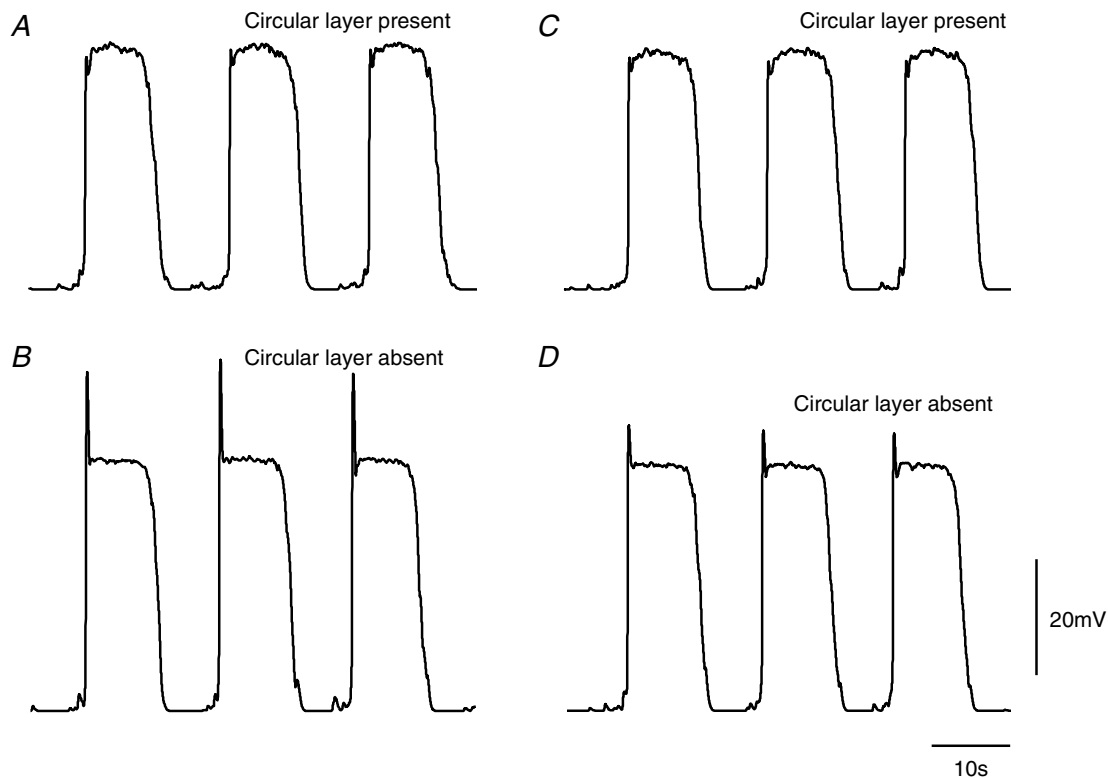 A
Circular layer present
C
Circular layer present
B
Circular layer absent
D
Circular layer absent
20mV
10s